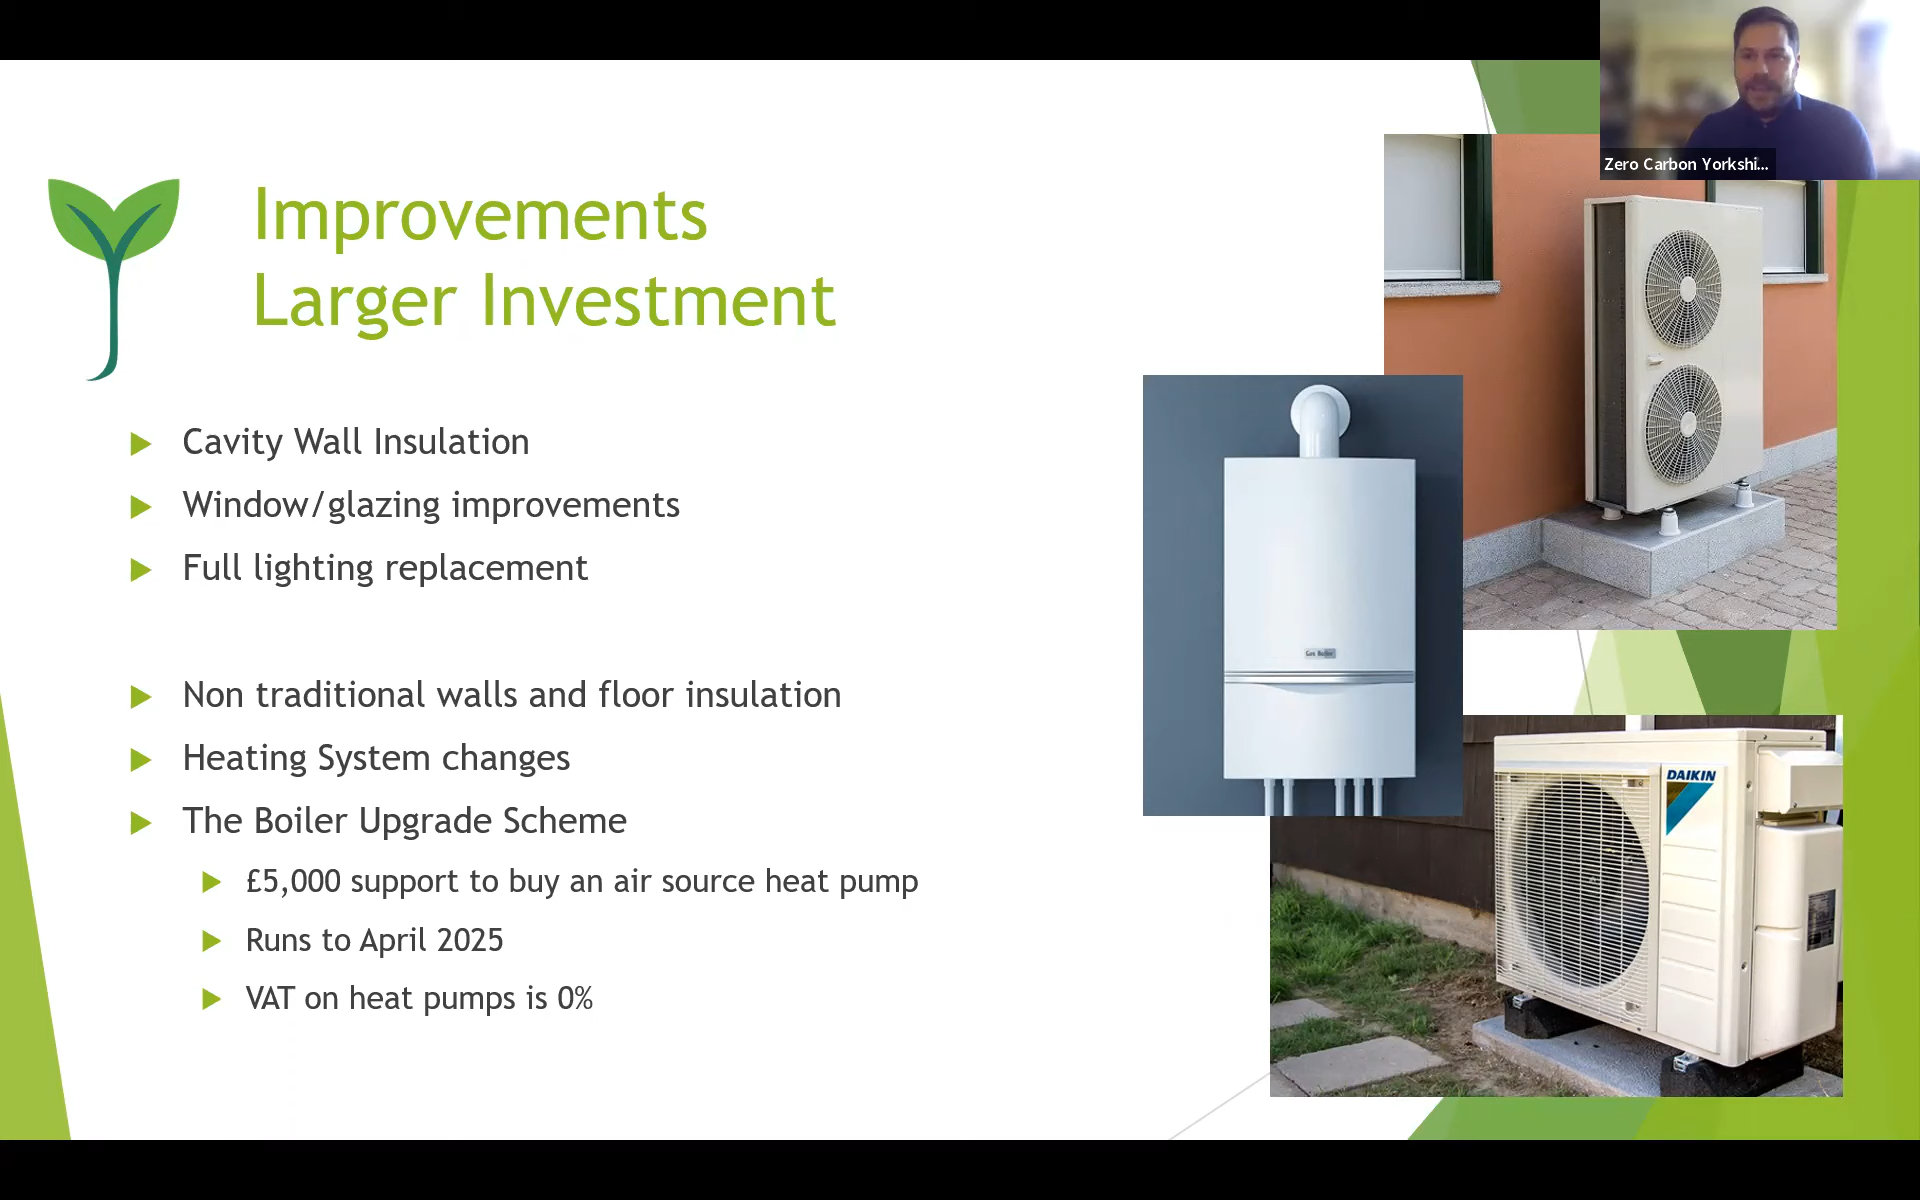 Zero Carbon Yorkshi...
Improvements
Larger Investment
Cavity Wall Insulation
Window/glazing improvements
Full lighting replacement
Non traditional walls and floor insulation
Heating System changes
The Boiler Upgrade Scheme
£5,000 support to buy an air source heat pump
Runs to April 2025
VAT on heat pumps is 0%
Gas Boiler
DAIKIN